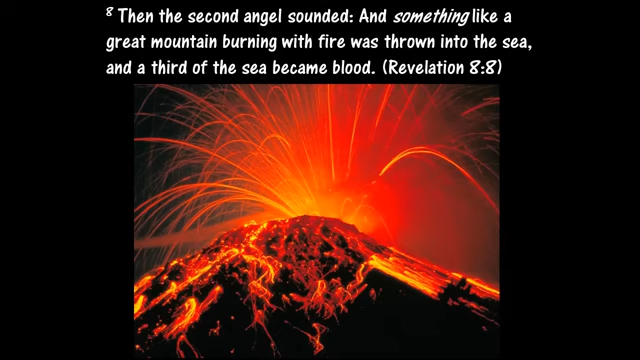 8 Then the second angel sounded: And something like a
great mountain burning with fire was thrown into the sea,
and a third of the sea became blood. (Revelation 8:8)